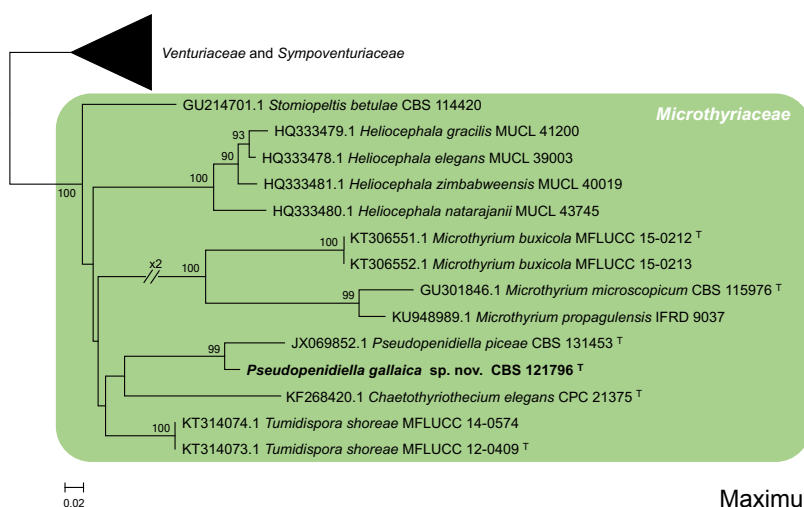 Venturiaceae and Sympoventuriaceae
Microthyriaceae
GU214701.1 Stomiopeltis betulae CBS 114420
93
HQ333479.1 Heliocephala gracilis MUCL 41200
90
HQ333478.1 Heliocephala elegans MUCL 39003
100
HQ333481.1 Heliocephala zimbabweensis MUCL 40019
100
HQ333480.1 Heliocephala natarajanii MUCL 43745
KT306551.1 Microthyrium buxicola MFLUCC 15-0212 T
100
x2
100
KT306552.1 Microthyrium buxicola MFLUCC 15-0213
GU301846.1 Microthyrium microscopicum CBS 115976 T
99
KU948989.1 Microthyrium propagulensis IFRD 9037
JX069852.1 Pseudopenidiella piceae CBS 131453 T
99
Pseudopenidiella gallaica sp. nov. CBS 121796 T
KF268420.1 Chaetothyriothecium elegans CPC 21375 T
KT314074.1 Tumidispora shoreae MFLUCC 14-0574
100
KT314073.1 Tumidispora shoreae MFLUCC 12-0409 T
0.02
Maximu